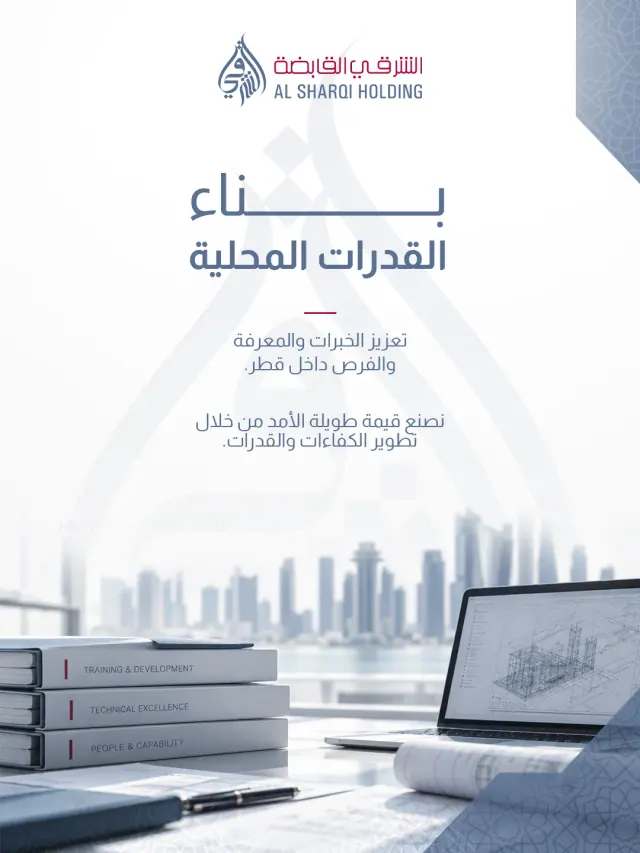 الشرقي القابضة
AL SHARQI HOLDING
بناء
القدرات المحلية
تعزيز الخبرات والمعرفة
والفرص داخل قطر.
نصنع قيمة طويلة الأمد من خلال
تطوير الكفاءات والقدرات.
TRAINING & DEVELOPMENT
TECHNICAL EXCELLENCE
PEOPLE & CAPABILITY